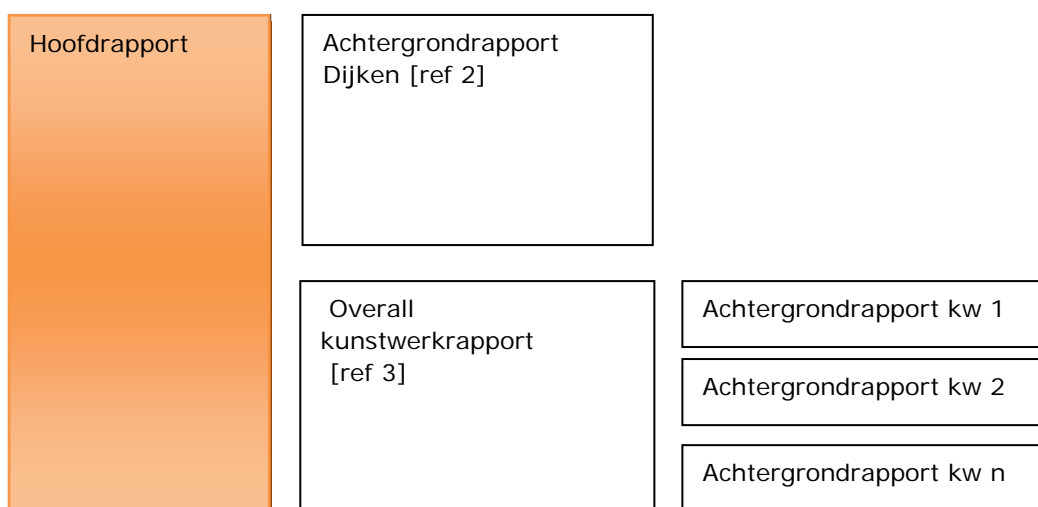 Hoofdrapport
Achtergrondrapport
Dijken [ref 2]
Overall
kunstwerkrapport
[ref 3]
Achtergrondrapport kw 1
Achtergrondrapport kw 2
Achtergrondrapport kw n